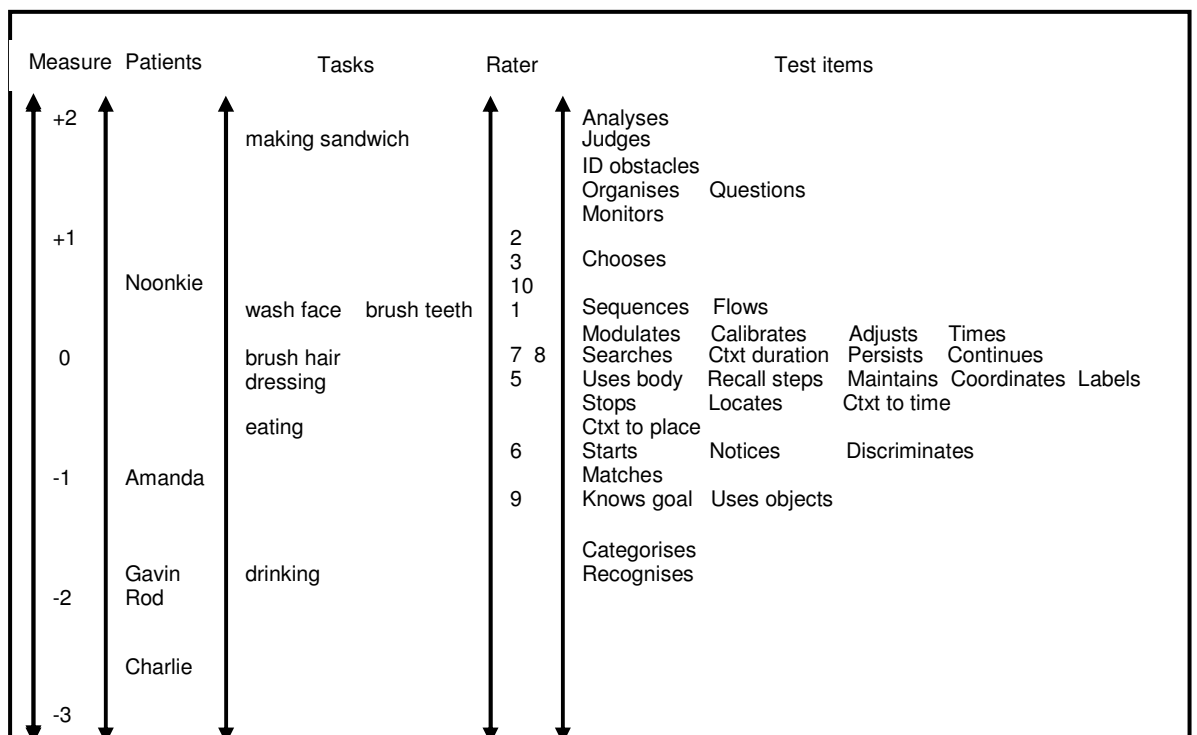 Measure Patients Tasks Rater Test items
+2 Analyses
making sandwich Judges
ID obstacles
Organises Questions
Monitors
+1 2
3 Chooses
Noonkie 10
wash face brush teeth 1 Sequences Flows
Modulates Calibrates Adjusts Times
0 brush hair 7 8 Searches Ctxt duration Persists Continues
dressing 5 Uses body Recall steps Maintains Coordinates Labels
Stops Locates Ctxt to time
eating Ctxt to place
6 Starts Notices Discriminates
-1 Amanda Matches
9 Knows goal Uses objects
Categorises
Gavin drinking Recognises
-2 Rod
Charlie
-3